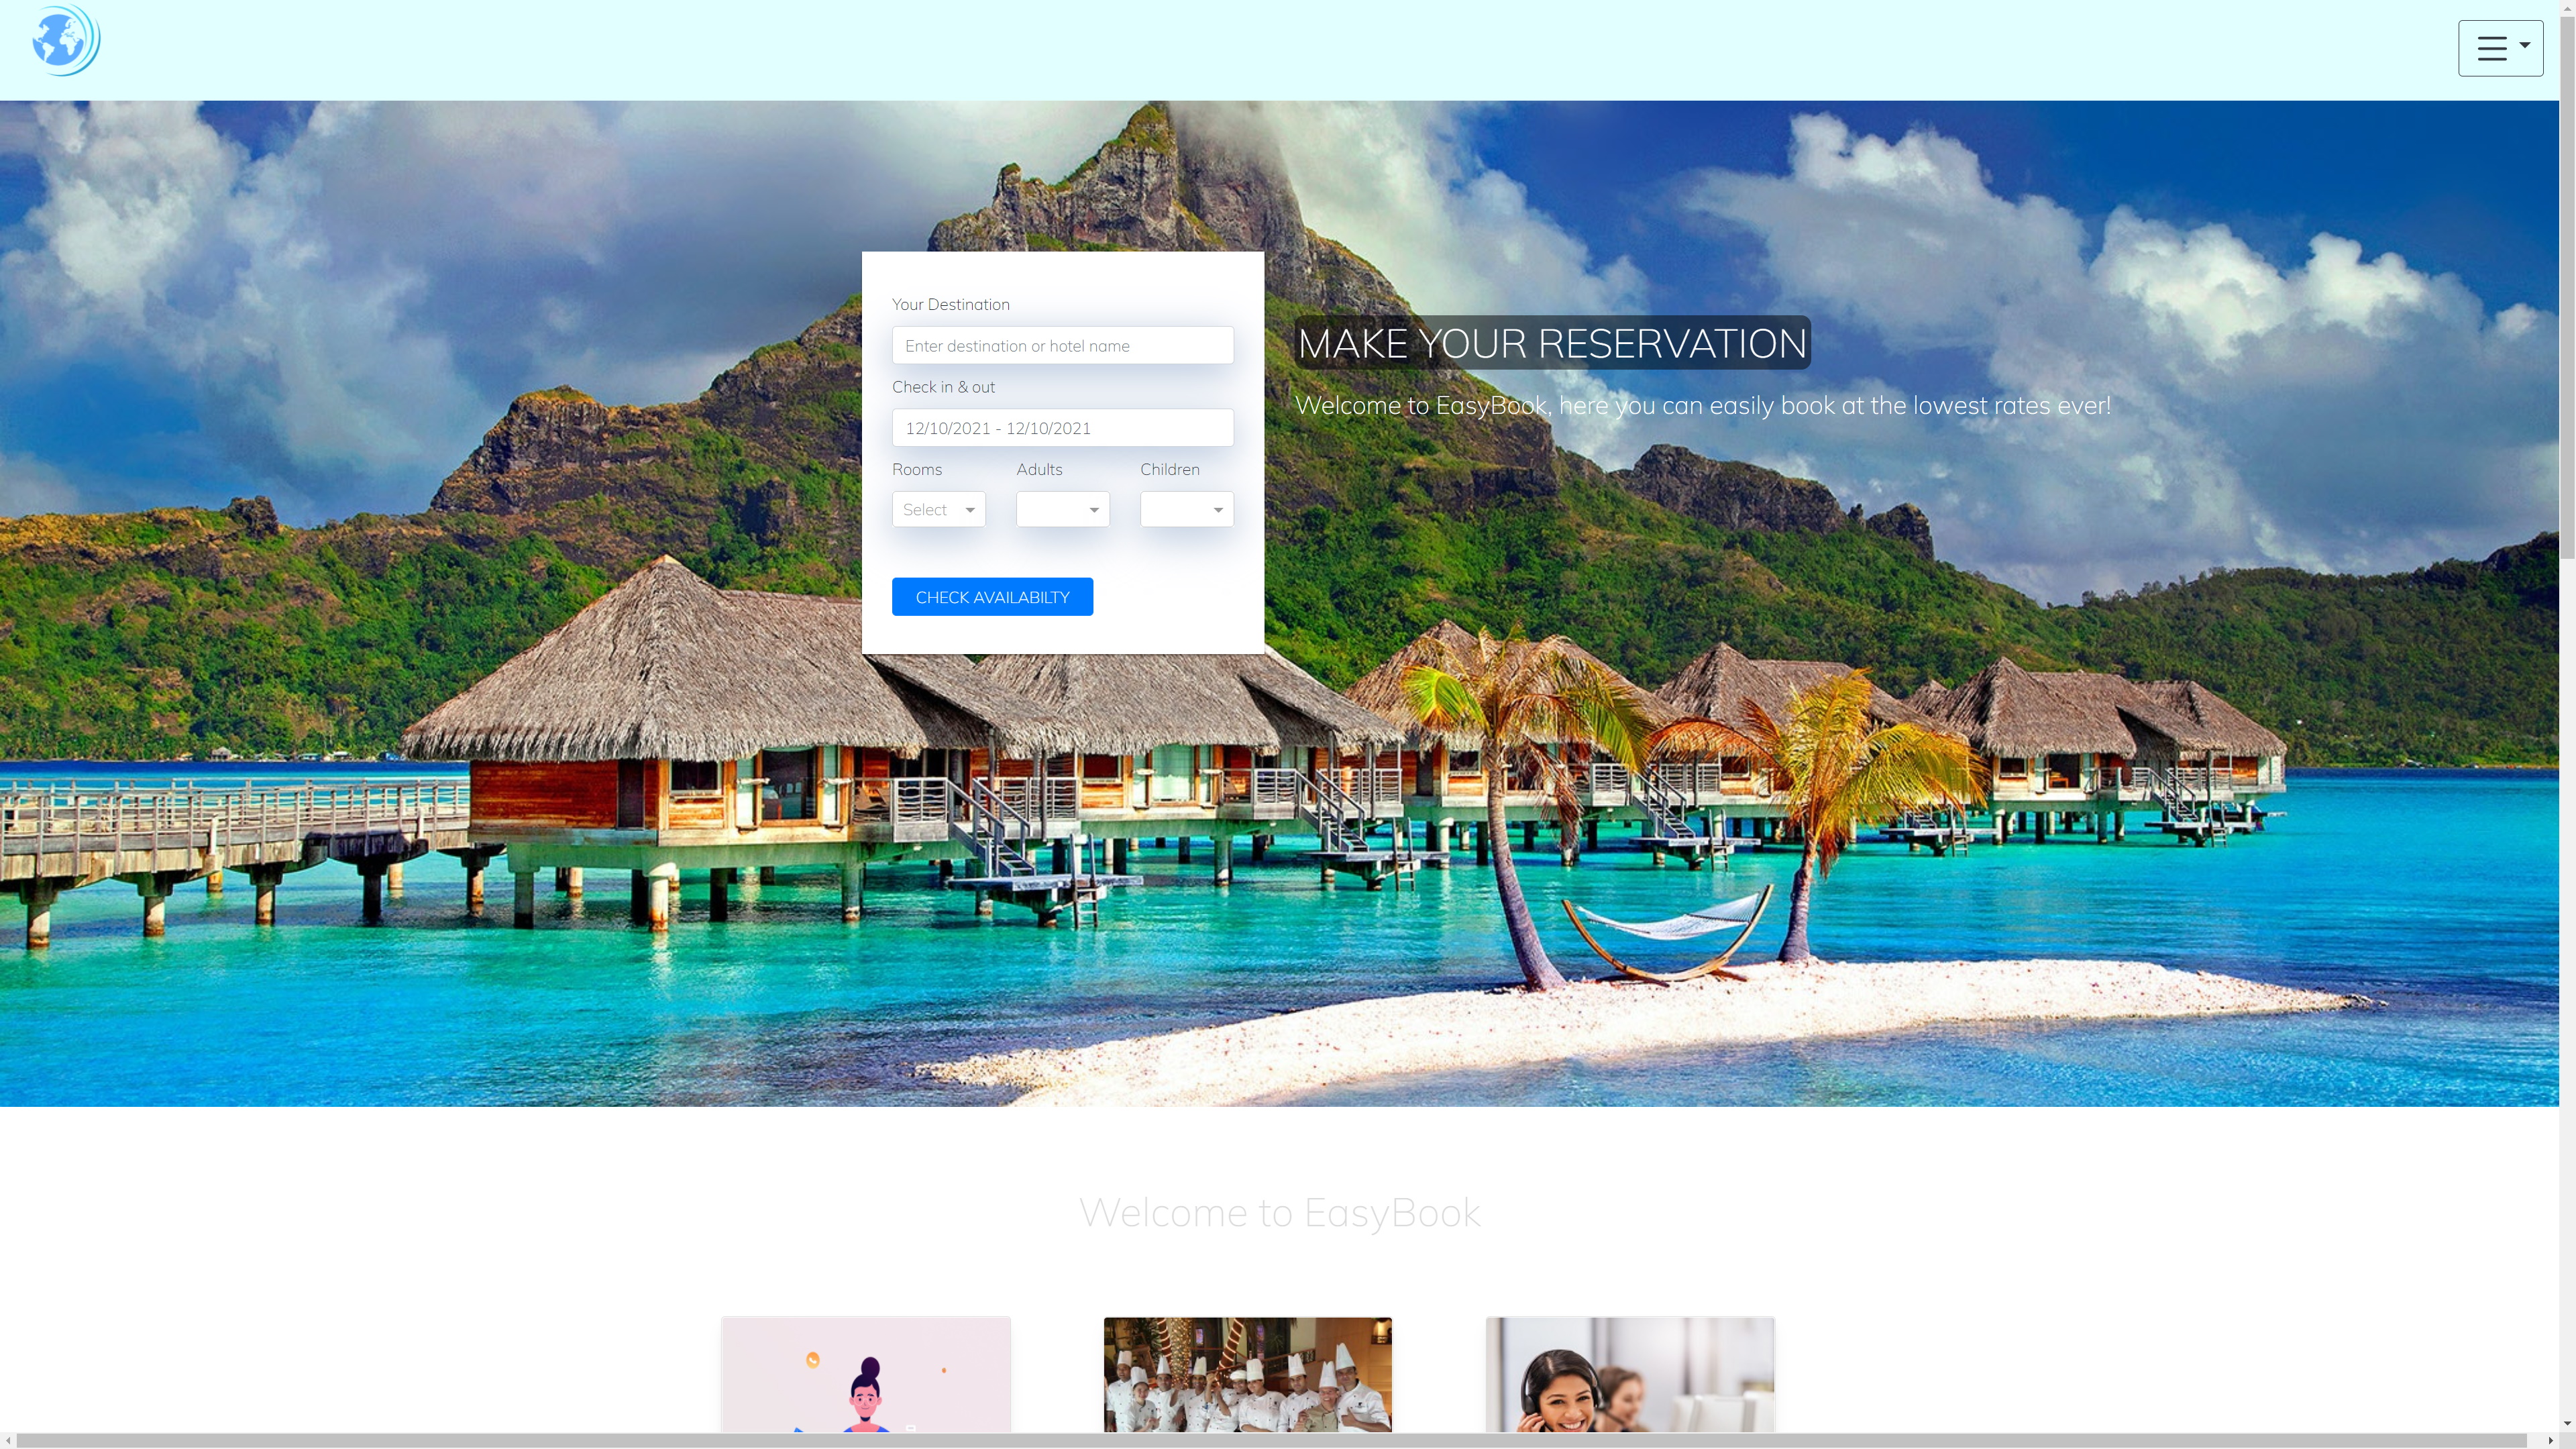 Your Destination
Enter destination or hotel name
Check in & out
12/10/2021 - 12/10/2021
Rooms Adults Children
Select
CHECK AVAILABILTY
MAKE YOUR RESERVATION
Welcome to EasyBook, here you can easily book at the lowest rates ever!
Welcome to EasyBook